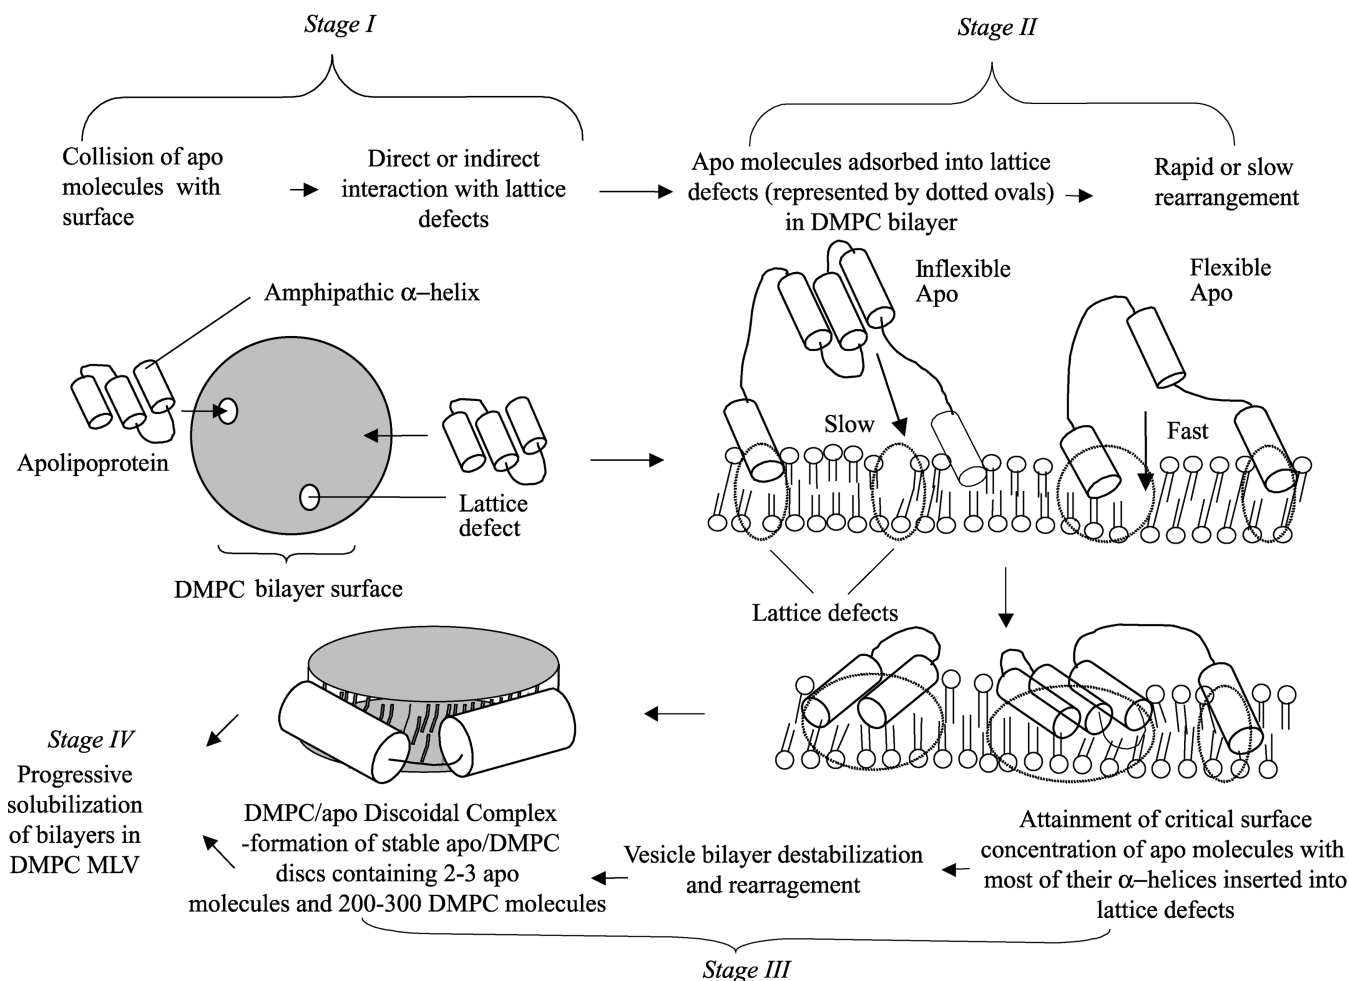 Stage I
Stage II
Collision of apo
molecules with
surface
Direct or indirect
interaction with lattice
defects
Apo molecules adsorbed into lattice
defects (represented by dotted ovals)
in DMPC bilayer
Rapid or slow
rearrangement
Amphipathic α–helix
Inflexible
Apo
Flexible
Apo
Slow
Fast
Apolipoprotein
Lattice
defect
DMPC bilayer surface
Lattice defects
Stage IV
Progressive
solubilization
of bilayers in
DMPC MLV
DMPC/apo Discoidal Complex
-formation of stable apo/DMPC
discs containing 2-3 apo
molecules and 200-300 DMPC molecules
Vesicle bilayer destabilization
and rearragement
Attainment of critical surface
concentration of apo molecules with
most of their α–helices inserted into
lattice defects
Stage III